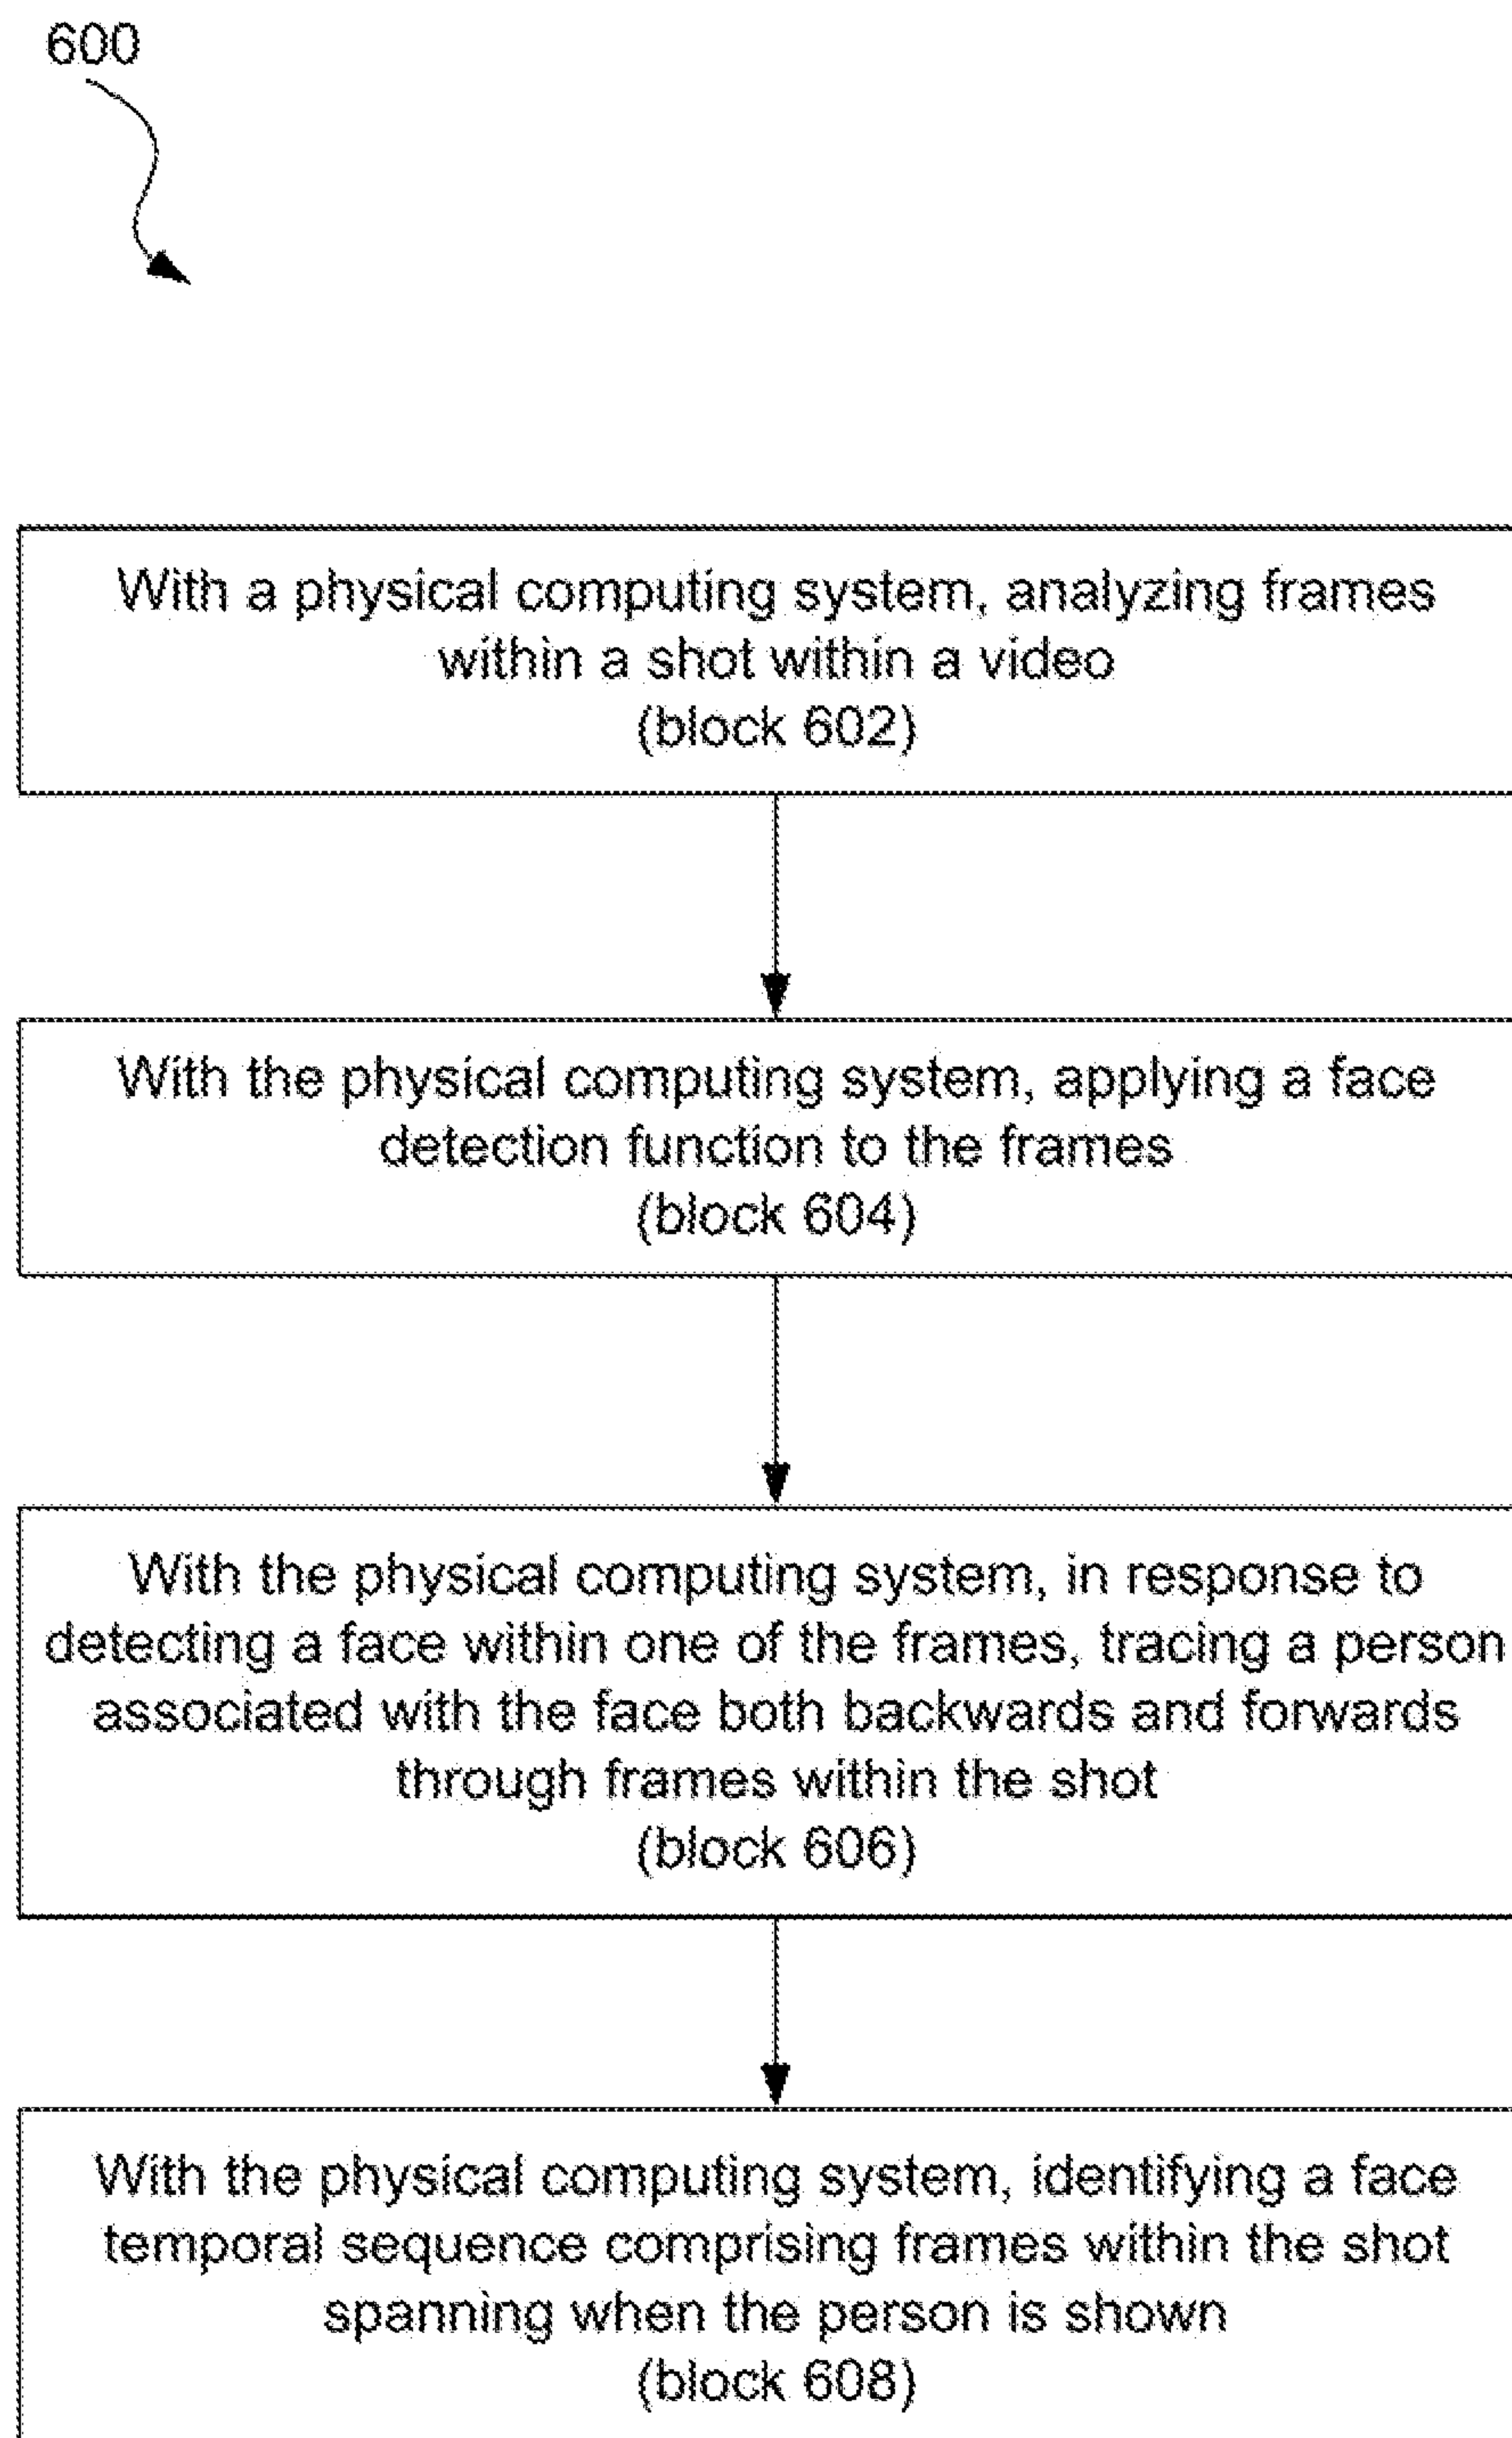 600
With a physical computing system, analyzing frames
within a shot within a video
(block 602)
With the physical computing system, applying a face
detection function to the frames
(block 604)
With the physical computing system, in response to
detecting a face within one of the frames, tracing a person
associated with the face both backwards and forwards
through frames within the shot
(block 606)
With the physical computing system, identifying a face
temporal sequence comprising frames within the shot
spanning when the person is shown
(block 608)